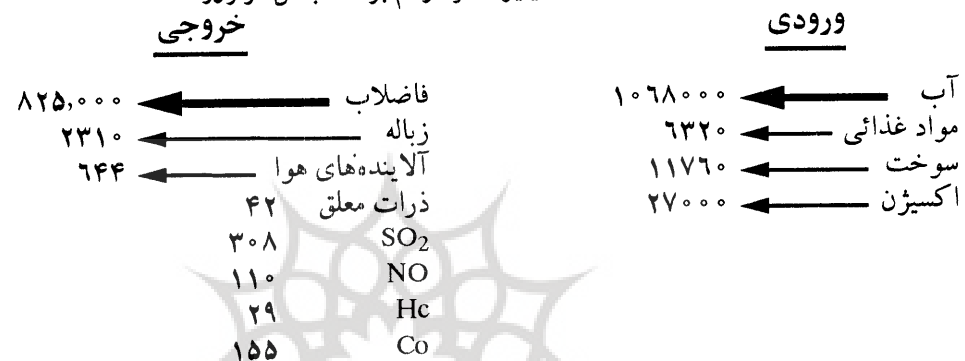 ورودی
آب ۱۰۶۸۰۰۰
مواد غذائی ۶۳۲۰
سوخت ۱۱۷۶۰
اکسیژن ۲۷۰۰۰
خروجی
فاضلاب ۸۲۵,۰۰۰
زباله ۲۳۱۰
آلاینده‌های هوا ۶۴۴
ذرات معلق ۴۲
SO₂ ۳۰۸
NO ۱۱۰
Hc ۲۹
Co ۱۵۵